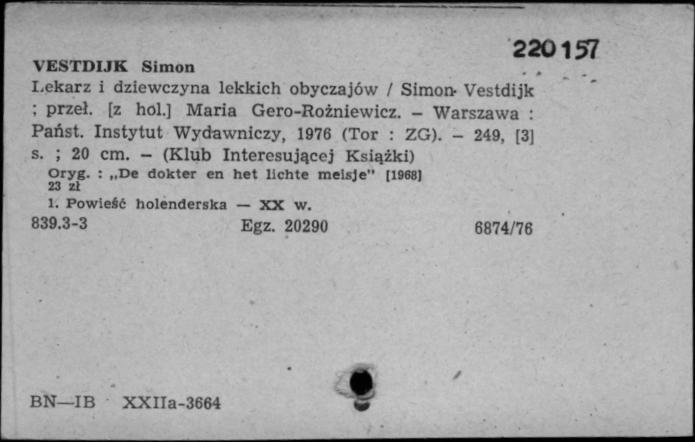 220157
VESTDIJK Simon
Lekarz i dziewczyna lekkich obyczajów / Simon Vestdijk
; przeł. [z hol.] Maria Gero-Rożniewicz. — Warszawa :
Państ. Instytut Wydawniczy, 1976 (Tor : ZG). — 249, [3]
s. ; 20 cm. — (Klub Interesującej Książki)
Oryg. : „De dokter en het lichte meisje” [1968]
23 zł
1. Powieść holenderska — XX w.
839.3-3 Egz. 20290 6874/76
BN—IB XXIIa-3664